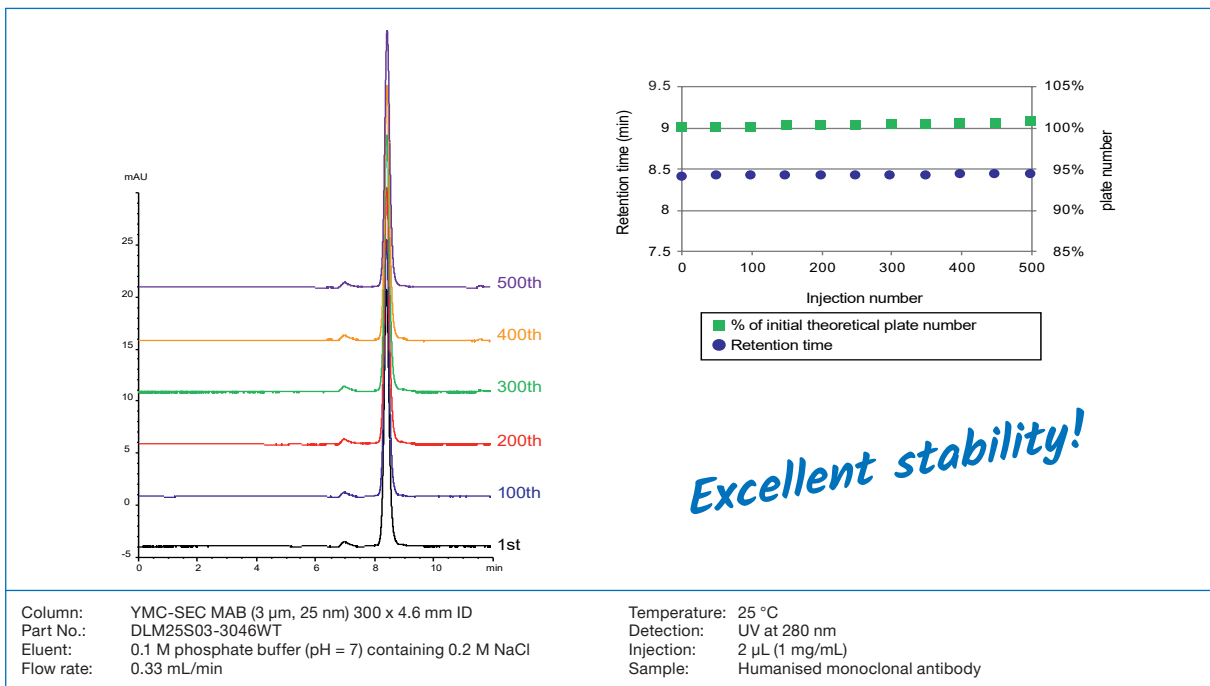 mAU
25
20
15
10
5
0
-5
0
2
4
6
8
10
min
500th
400th
300th
200th
100th
1st
9.5
9
8.5
8
7.5
Retention time (min)
105%
100%
95%
90%
85%
plate number
0
100
200
300
400
500
Injection number
% of initial theoretical plate number
Retention time
Excellent stability!
Column: YMC-SEC MAB (3 µm, 25 nm) 300 x 4.6 mm ID
Part No.: DLM25S03-3046WT
Eluent: 0.1 M phosphate buffer (pH = 7) containing 0.2 M NaCl
Flow rate: 0.33 mL/min
Temperature: 25 °C
Detection: UV at 280 nm
Injection: 2 µL (1 mg/mL)
Sample: Humanised monoclonal antibody